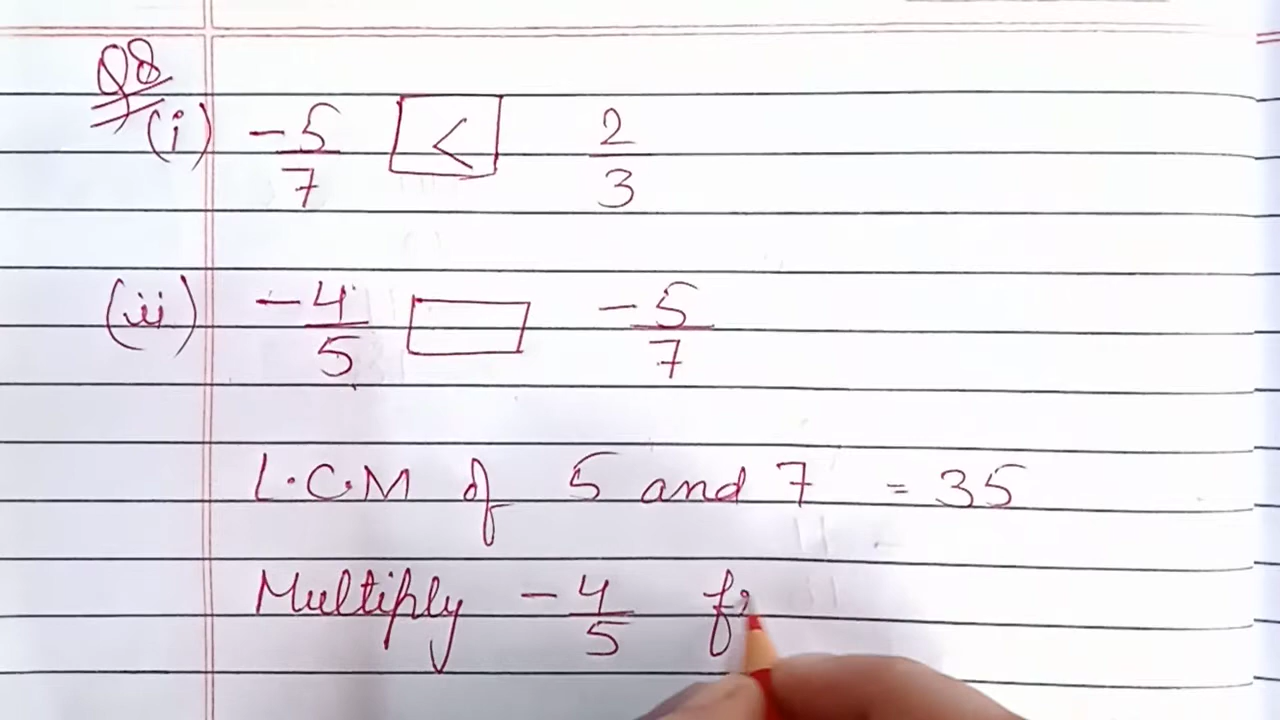 Q8
(i) -5/7 < 2/3
(ii) -4/5 □ -5/7
L.C.M of 5 and 7 = 35
Multiply -4/5